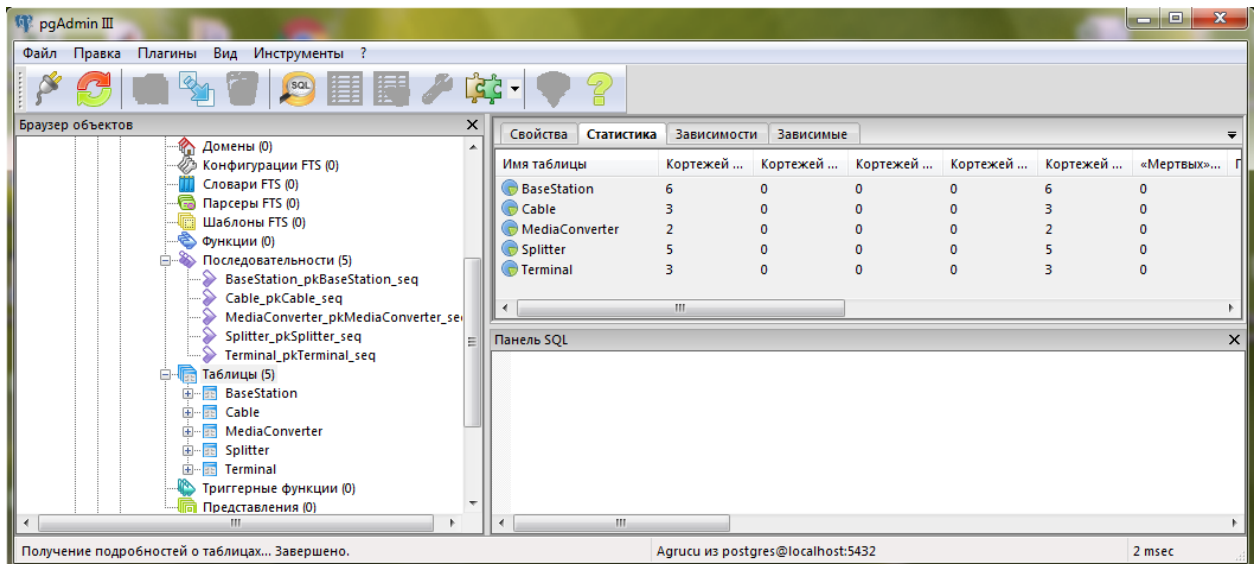 pgAdmin III
Файл Правка Плагины Вид Инструменты ?
SQL
Браузер объектов
Домены (0)
Конфигурации FTS (0)
Словари FTS (0)
Парсеры FTS (0)
Шаблоны FTS (0)
Функции (0)
Последовательности (5)
BaseStation_pkBaseStation_seq
Cable_pkCable_seq
MediaConverter_pkMediaConverter_se
Splitter_pkSplitter_seq
Terminal_pkTerminal_seq
Таблицы (5)
BaseStation
Cable
MediaConverter
Splitter
Terminal
Триггерные функции (0)
Представления (0)
Свойства Статистика Зависимости Зависимые
Имя таблицы Кортежей ... Кортежей ... Кортежей ... Кортежей ... Кортежей ... «Мертвых»...
BaseStation 6 0 0 0 6 0
Cable 3 0 0 0 3 0
MediaConverter 2 0 0 0 2 0
Splitter 5 0 0 0 5 0
Terminal 3 0 0 0 3 0
Панель SQL
Получение подробностей о таблицах... Завершено. Agrucu из postgres@localhost:5432 2 msec